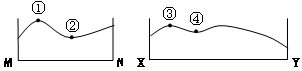 ① ② ③ ④
M N X Y